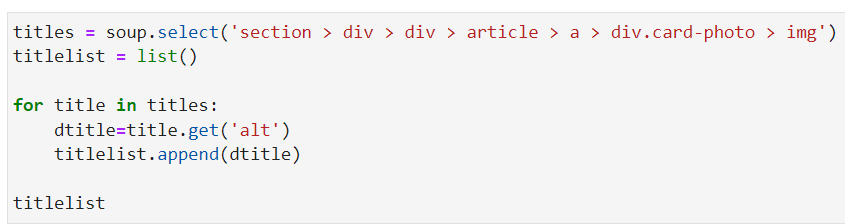 titles = soup.select('section > div > div > article > a > div.card-photo > img')
titlelist = list()
for title in titles:
    dtitle=title.get('alt')
    titlelist.append(dtitle)
titlelist